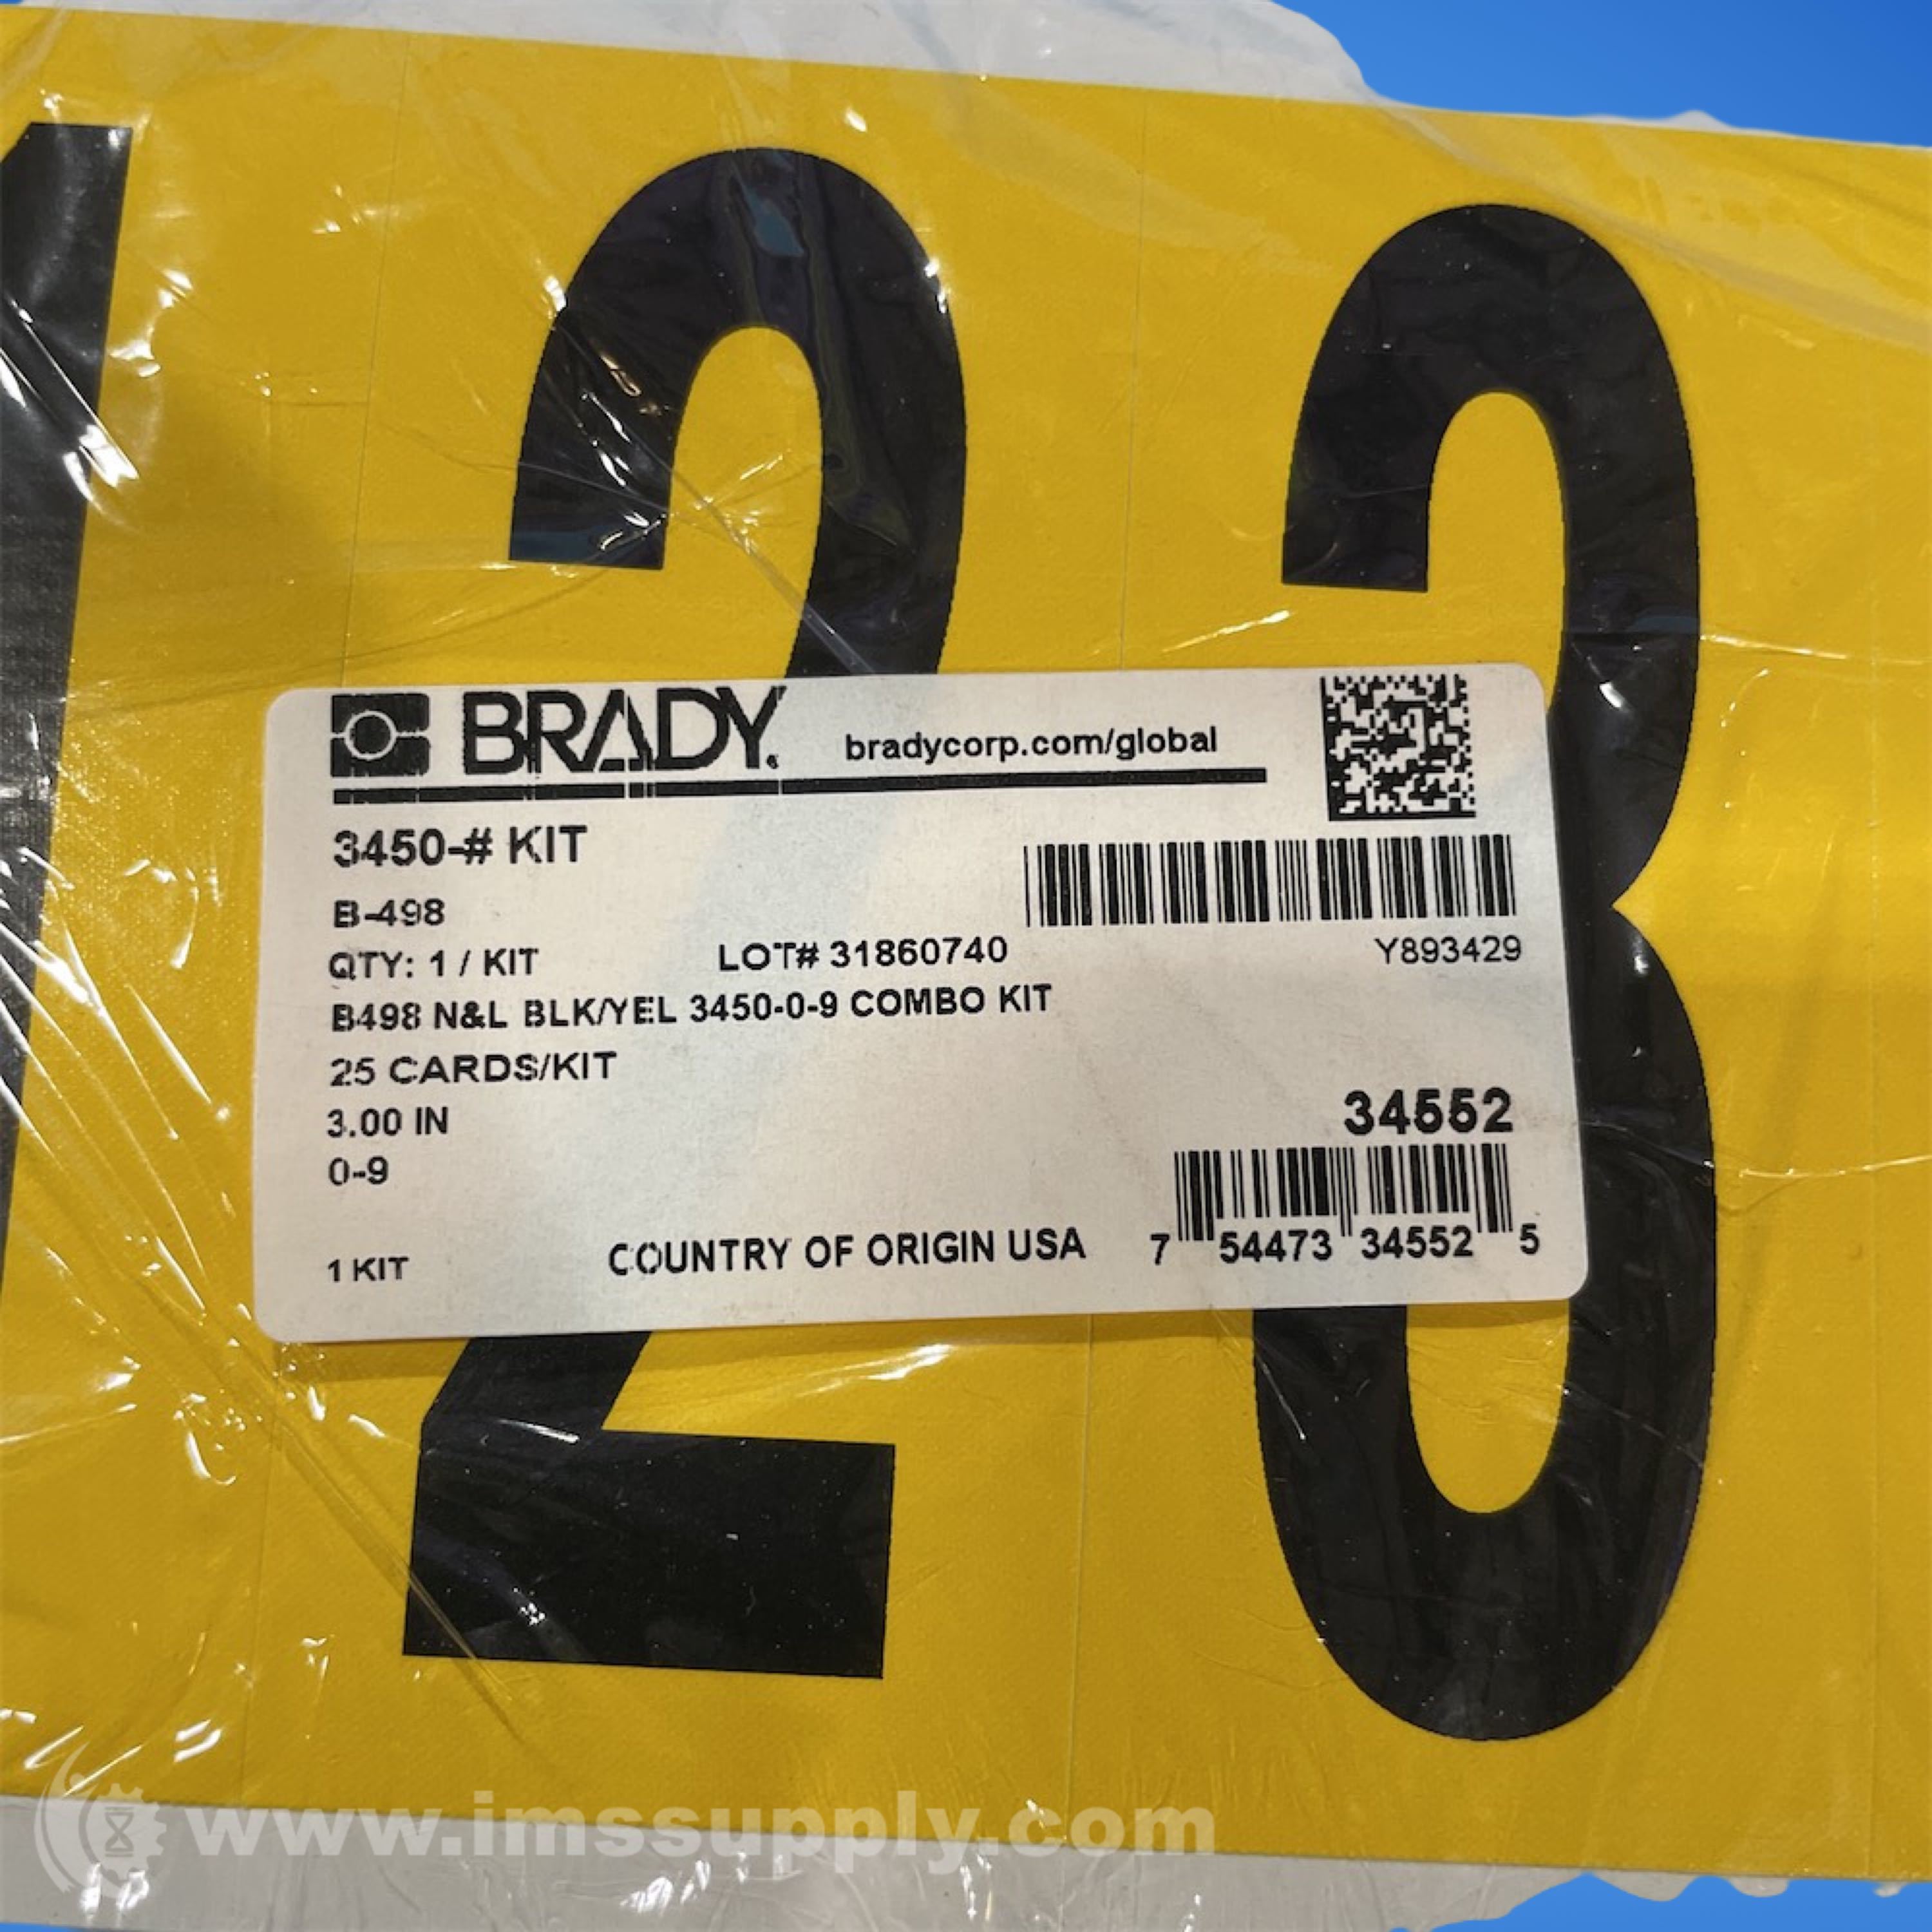 1 2 3
BRADY. bradycorp.com/global
3450-# KIT
B-498
QTY: 1 / KIT LOT# 31860740 Y893429
B498 N&L BLK/YEL 3450-0-9 COMBO KIT
25 CARDS/KIT
3.00 IN
34552
0-9
1 KIT COUNTRY OF ORIGIN USA 7 54473 34552 5
www.imssupply.com